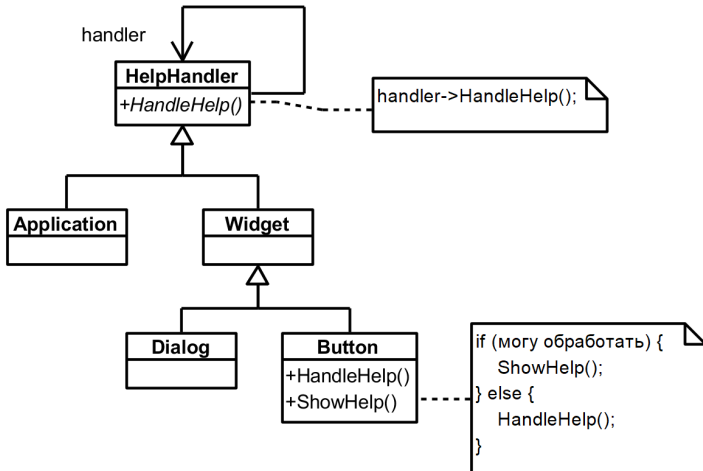 handler
HelpHandler
+HandleHelp()
handler->HandleHelp();
Application
Widget
Dialog
Button
+HandleHelp()
+ShowHelp()
if (могу обработать) {
ShowHelp();
} else {
HandleHelp();
}